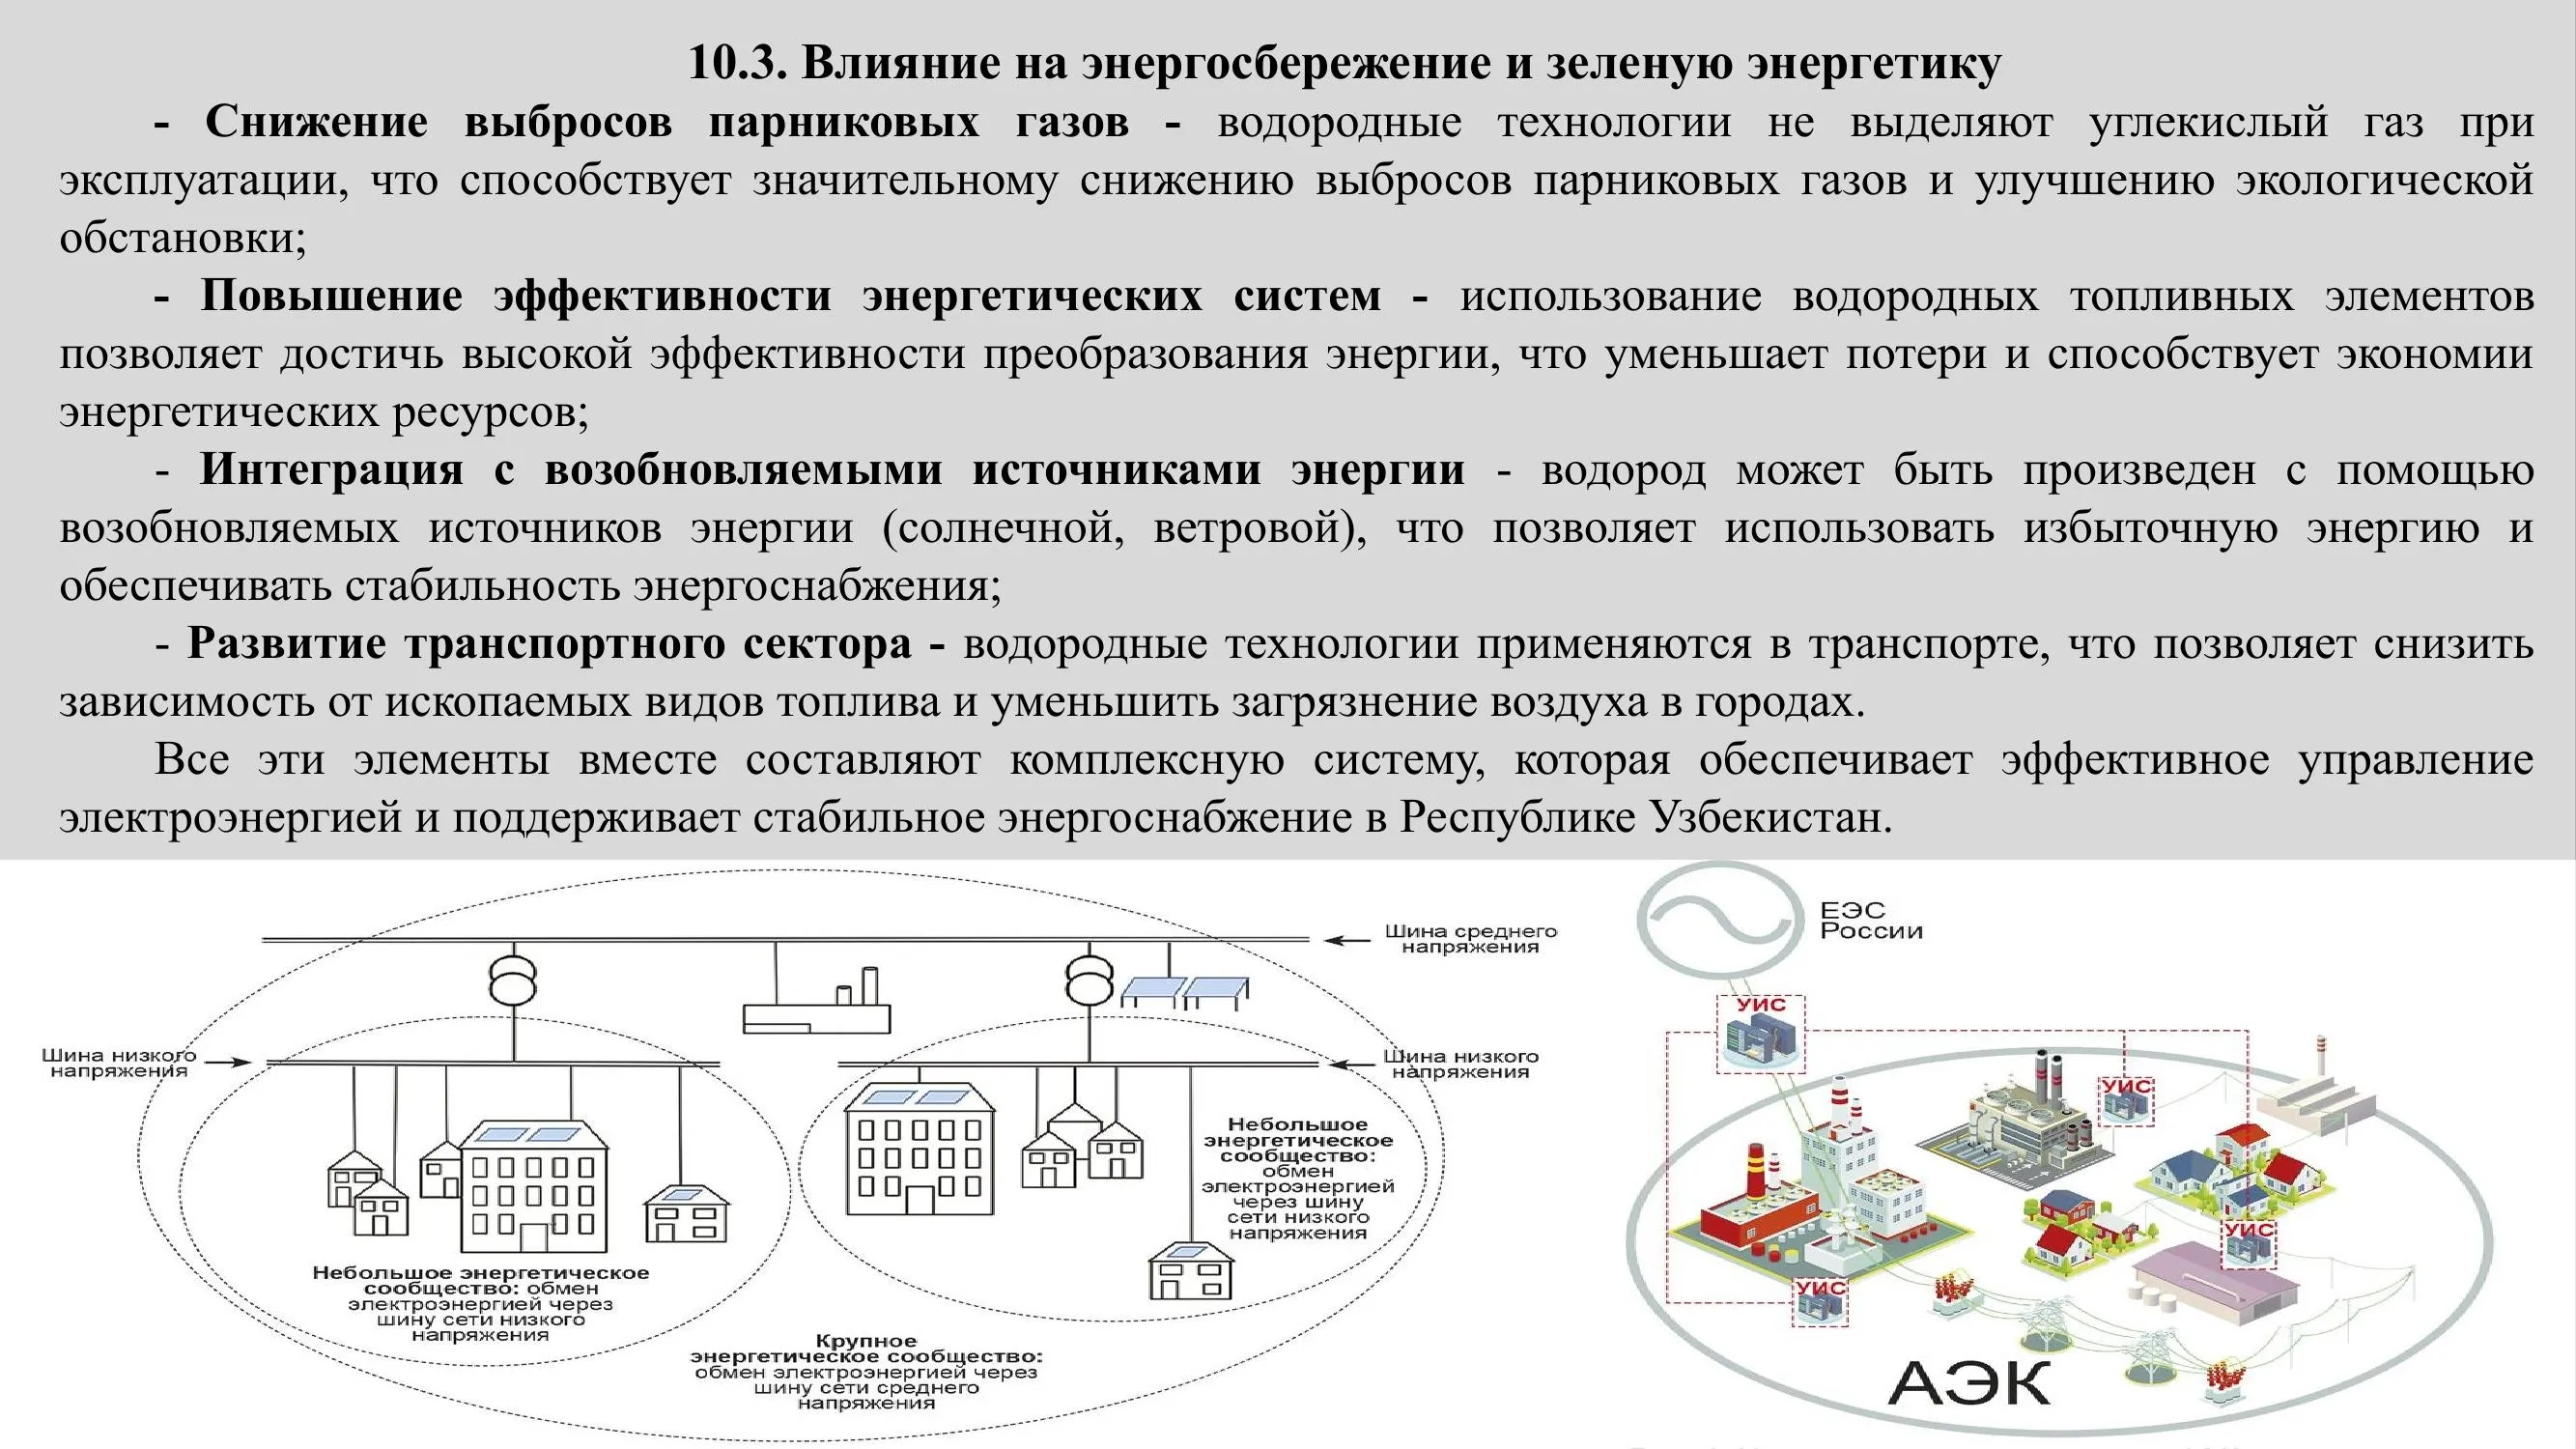 10.3. Влияние на энергосбережение и зеленую энергетику
- Снижение выбросов парниковых газов - водородные технологии не выделяют углекислый газ при
эксплуатации, что способствует значительному снижению выбросов парниковых газов и улучшению экологической
обстановки;
- Повышение эффективности энергетических систем - использование водородных топливных элементов
позволяет достичь высокой эффективности преобразования энергии, что уменьшает потери и способствует экономии
энергетических ресурсов;
- Интеграция с возобновляемыми источниками энергии - водород может быть произведен с помощью
возобновляемых источников энергии (солнечной, ветровой), что позволяет использовать избыточную энергию и
обеспечивать стабильность энергоснабжения;
- Развитие транспортного сектора - водородные технологии применяются в транспорте, что позволяет снизить
зависимость от ископаемых видов топлива и уменьшить загрязнение воздуха в городах.
Все эти элементы вместе составляют комплексную систему, которая обеспечивает эффективное управление
электроэнергией и поддерживает стабильное энергоснабжение в Республике Узбекистан.
Шина среднего
напряжения
Шина низкого
напряжения
Шина низкого
напряжения
Небольшое
энергетическое
сообщество:
обмен
электроэнергией
через шину
сети низкого
напряжения
Небольшое энергетическое
сообщество: обмен
электроэнергией через
шину сети низкого
напряжения
Крупное
энергетическое сообщество:
обмен электроэнергией через
шину сети среднего
напряжения
ЕЭС
России
УИС
УИС
УИС
УИС
АЭК